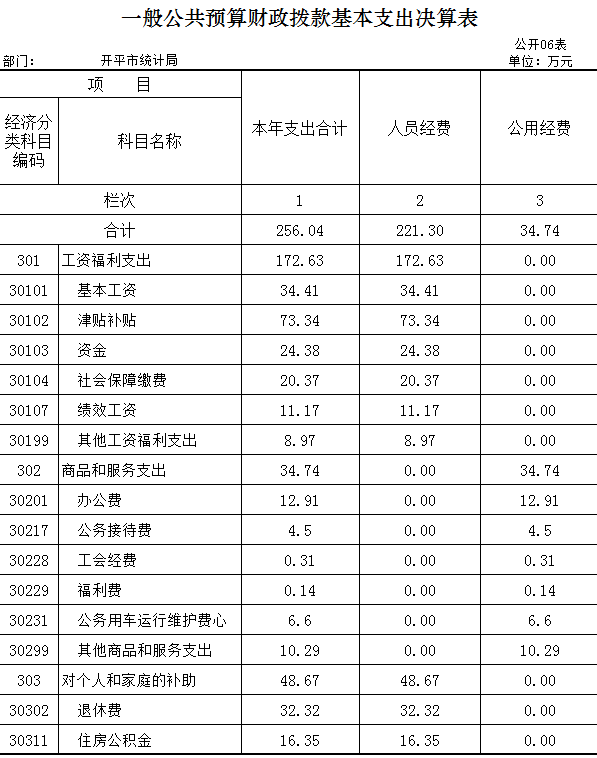 一般公共预算财政拨款基本支出决算表
公开06表
部门： 开平市统计局 单位：万元
项 目 本年支出合计 人员经费 公用经费
经济分类科目编码 科目名称
栏次 1 2 3
合计 256.04 221.30 34.74
301 工资福利支出 172.63 172.63 0.00
30101 基本工资 34.41 34.41 0.00
30102 津贴补贴 73.34 73.34 0.00
30103 资金 24.38 24.38 0.00
30104 社会保障缴费 20.37 20.37 0.00
30107 绩效工资 11.17 11.17 0.00
30199 其他工资福利支出 8.97 8.97 0.00
302 商品和服务支出 34.74 0.00 34.74
30201 办公费 12.91 0.00 12.91
30217 公务接待费 4.5 0.00 4.5
30228 工会经费 0.31 0.00 0.31
30229 福利费 0.14 0.00 0.14
30231 公务用车运行维护费心 6.6 0.00 6.6
30299 其他商品和服务支出 10.29 0.00 10.29
303 对个人和家庭的补助 48.67 48.67 0.00
30302 退休费 32.32 32.32 0.00
30311 住房公积金 16.35 16.35 0.00